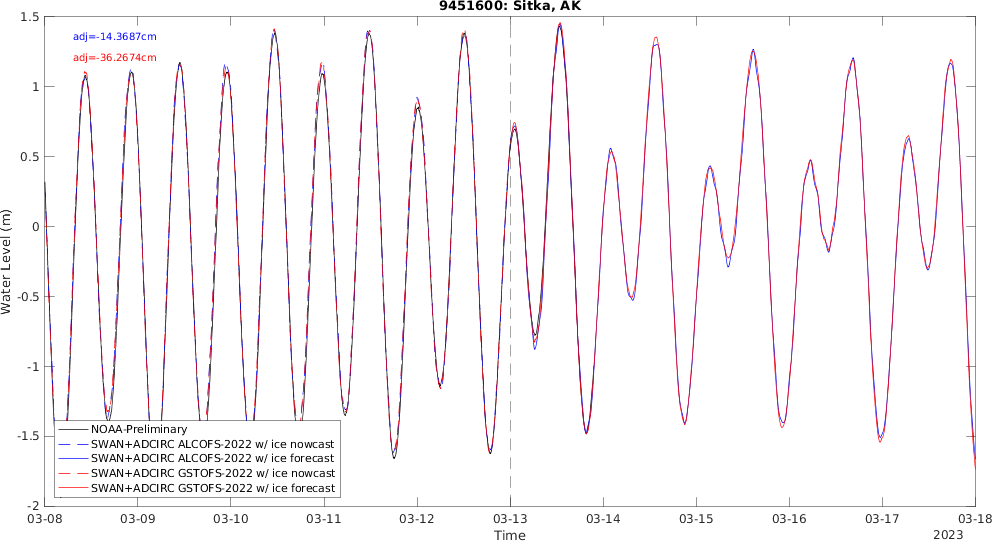 9451600: Sitka, AK
adj=-14.3687cm
adj=-36.2674cm
1.5
1
0.5
0
-0.5
-1
-1.5
-2
Water Level (m)
NOAA-Preliminary
SWAN+ADCIRC ALCOFS-2022 w/ ice nowcast
SWAN+ADCIRC ALCOFS-2022 w/ ice forecast
SWAN+ADCIRC GSTOFS-2022 w/ ice nowcast
SWAN+ADCIRC GSTOFS-2022 w/ ice forecast
03-08 03-09 03-10 03-11 03-12 03-13 03-14 03-15 03-16 03-17 03-18
Time
2023